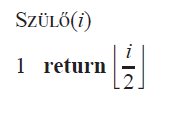 SZÜLŐ(i)
1 return ⌊i/2⌋